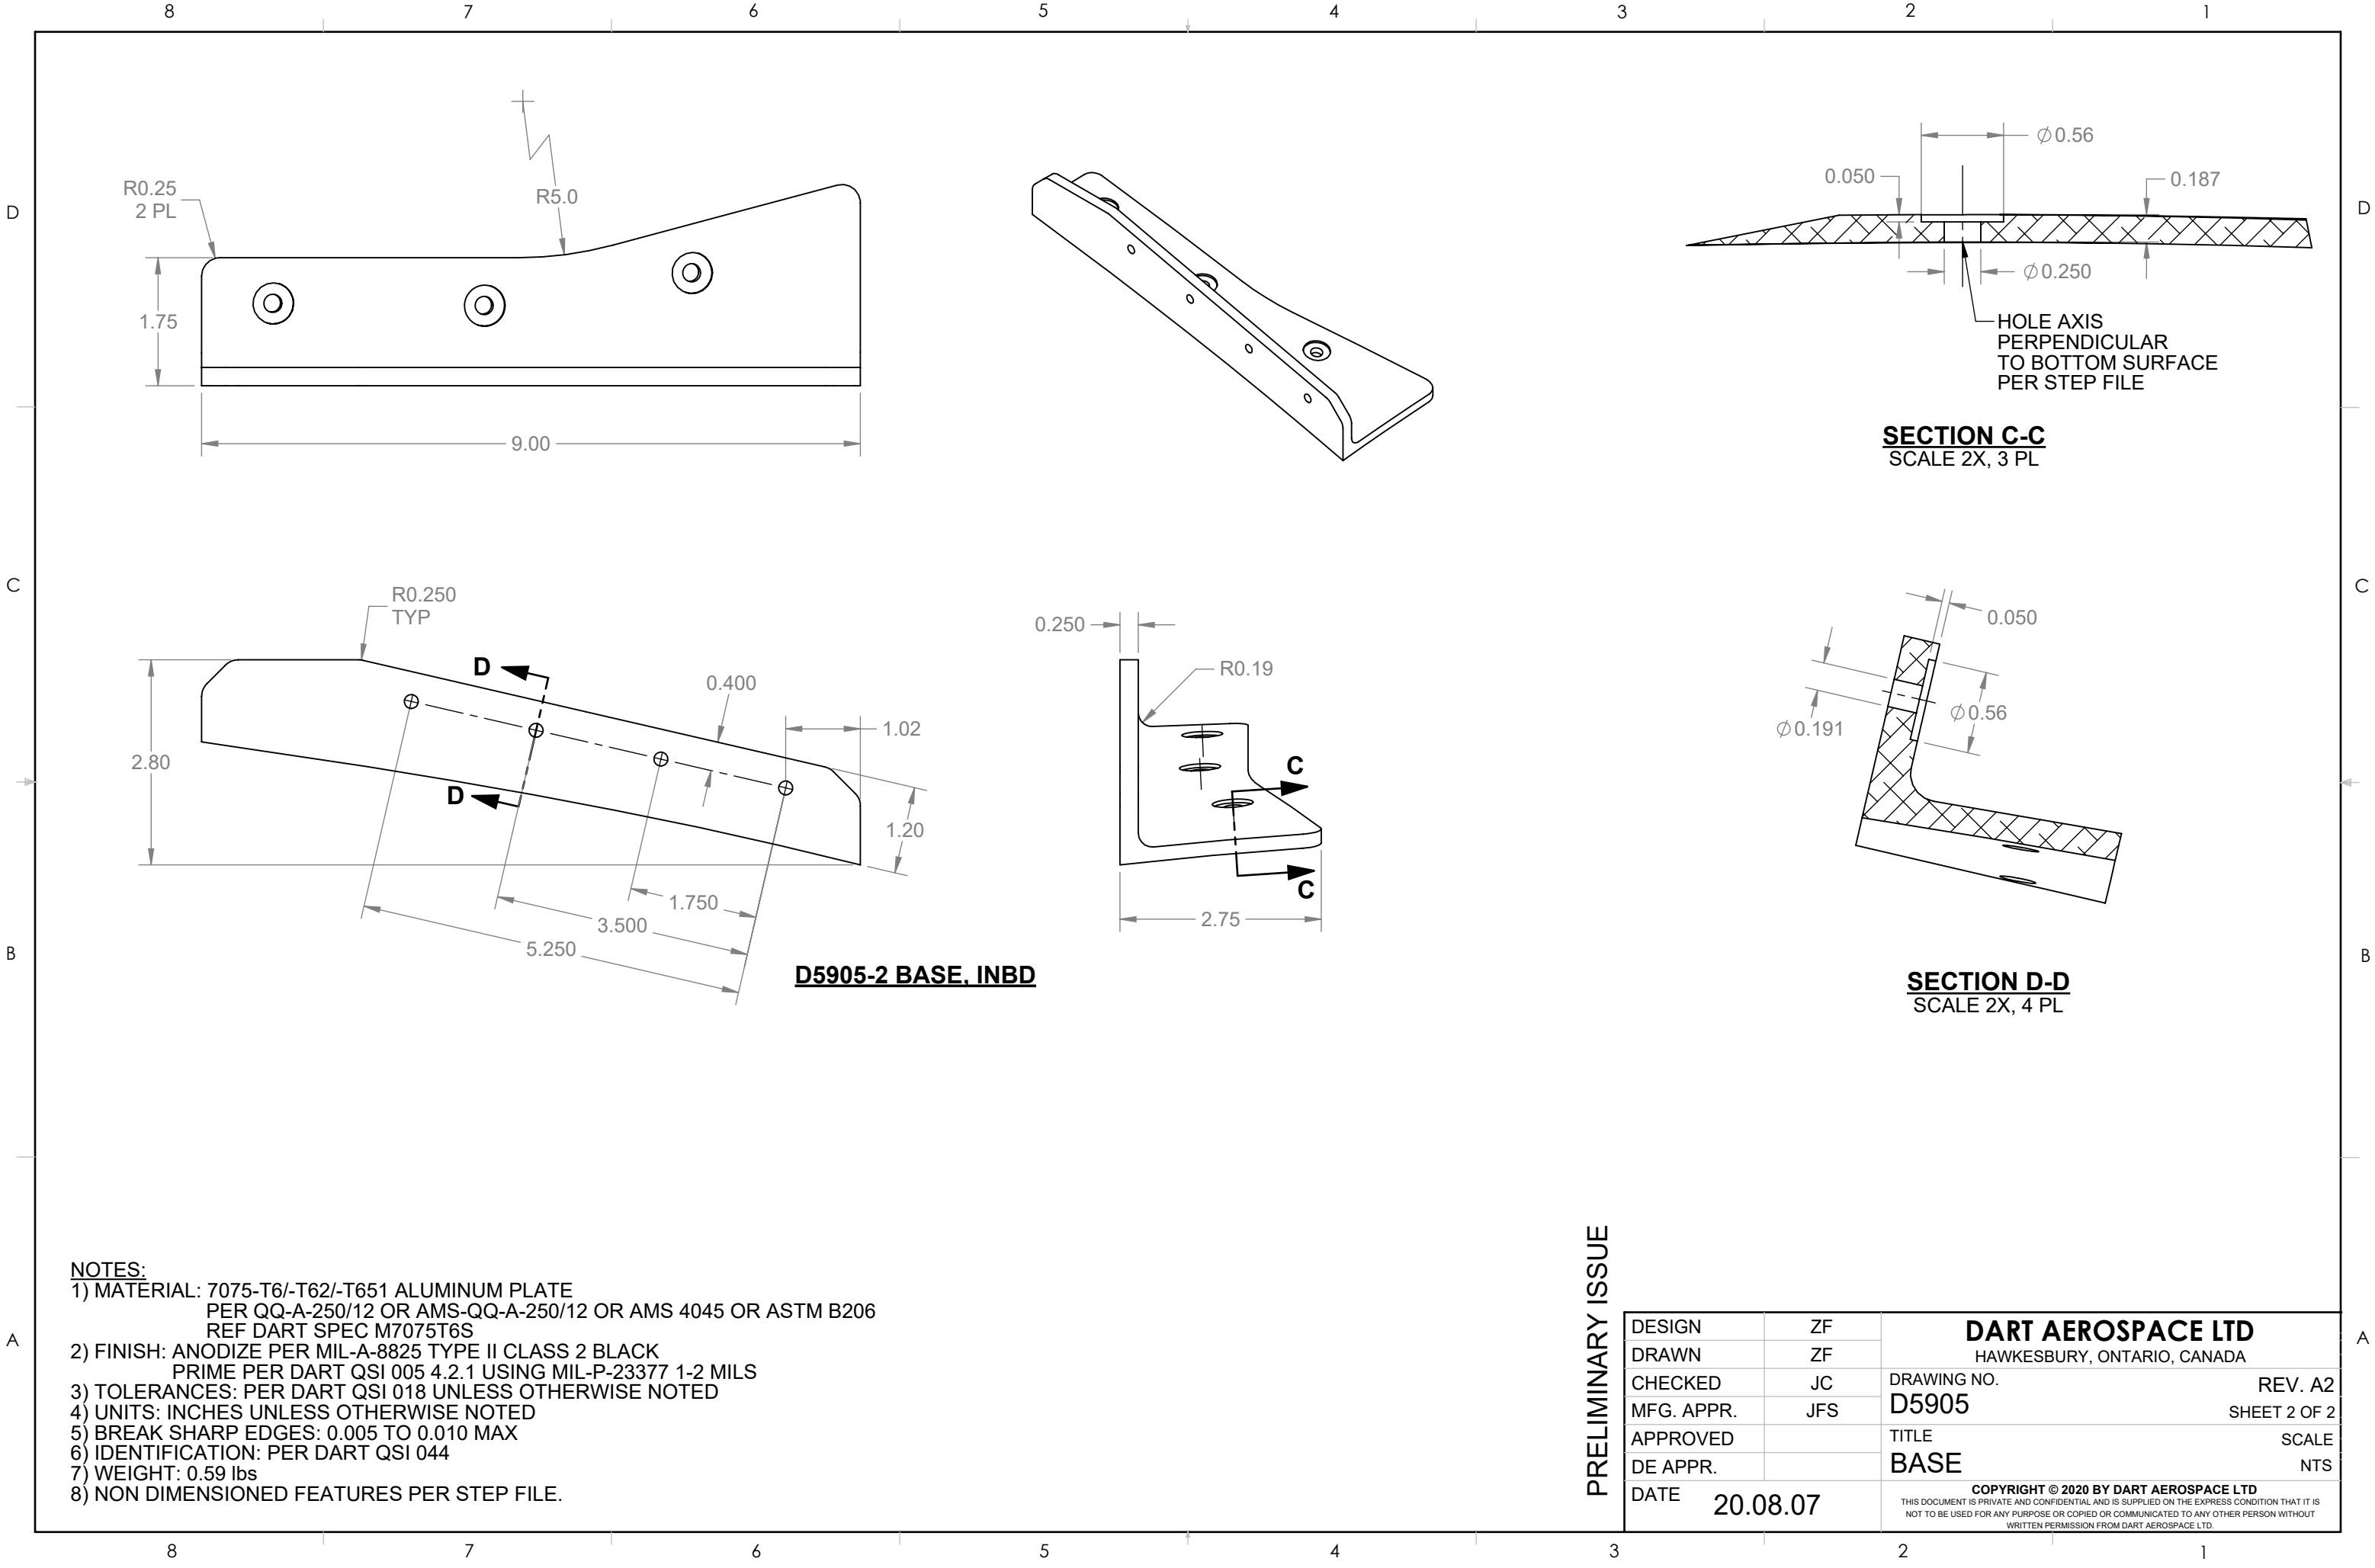 8 7 6 5 4 3 2 1
D
D
R0.25
2 PL
R5.0
1.75
9.00
Ø0.56
0.050
0.187
Ø0.250
HOLE AXIS
PERPENDICULAR
TO BOTTOM SURFACE
PER STEP FILE
SECTION C-C
SCALE 2X, 3 PL
C
C
R0.250
TYP
D
D
0.400
1.02
2.80
1.20
1.750
3.500
5.250
0.250
R0.19
C
C
2.75
0.050
Ø0.191
Ø0.56
B
B
D5905-2 BASE, INBD
SECTION D-D
SCALE 2X, 4 PL
NOTES:
1) MATERIAL: 7075-T6/-T62/-T651 ALUMINUM PLATE
PER QQ-A-250/12 OR AMS-QQ-A-250/12 OR AMS 4045 OR ASTM B206
REF DART SPEC M7075T6S
2) FINISH: ANODIZE PER MIL-A-8825 TYPE II CLASS 2 BLACK
PRIME PER DART QSI 005 4.2.1 USING MIL-P-23377 1-2 MILS
3) TOLERANCES: PER DART QSI 018 UNLESS OTHERWISE NOTED
4) UNITS: INCHES UNLESS OTHERWISE NOTED
5) BREAK SHARP EDGES: 0.005 TO 0.010 MAX
6) IDENTIFICATION: PER DART QSI 044
7) WEIGHT: 0.59 lbs
8) NON DIMENSIONED FEATURES PER STEP FILE.
A
A
PRELIMINARY ISSUE
DESIGN ZF
DRAWN ZF
CHECKED JC
MFG. APPR. JFS
APPROVED
DE APPR.
DATE 20.08.07
DART AEROSPACE LTD
HAWKESBURY, ONTARIO, CANADA
DRAWING NO. REV. A2
D5905 SHEET 2 OF 2
TITLE SCALE
BASE NTS
COPYRIGHT © 2020 BY DART AEROSPACE LTD
THIS DOCUMENT IS PRIVATE AND CONFIDENTIAL AND IS SUPPLIED ON THE EXPRESS CONDITION THAT IT IS
NOT TO BE USED FOR ANY PURPOSE OR COPIED OR COMMUNICATED TO ANY OTHER PERSON WITHOUT
WRITTEN PERMISSION FROM DART AEROSPACE LTD.
8 7 6 5 4 3 2 1